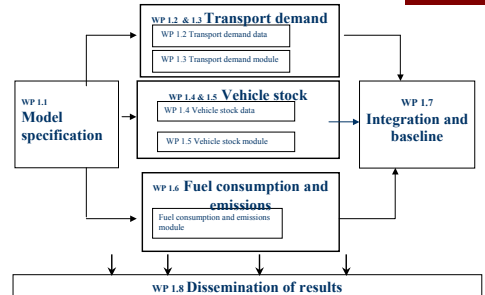 WP 1.2 & 1.3 Transport demand
WP 1.2 Transport demand data
WP 1.3 Transport demand module
WP 1.1
Model
specification
WP 1.4 & 1.5 Vehicle stock
WP 1.4 Vehicle stock data
WP 1.5 Vehicle stock module
WP 1.7
Integration and
baseline
WP 1.6 Fuel consumption and
emissions
Fuel consumption and emissions
module
WP 1.8 Dissemination of results